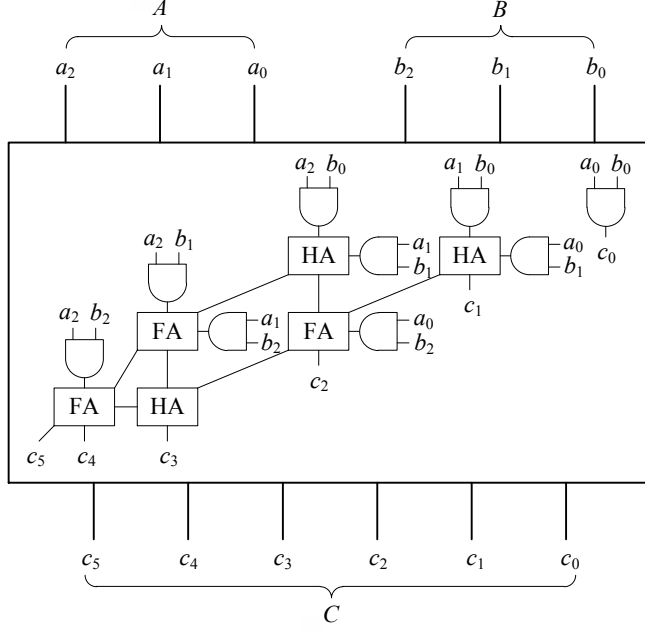 A B
a₂ a₁ a₀ b₂ b₁ b₀
a₂ b₀ a₁ b₀ a₀ b₀
HA a₁ b₁ HA a₀ b₁ c₀
a₂ b₁
c₁
FA a₁ b₂ FA a₀ b₂
a₂ b₂
c₂
FA HA
c₅ c₄ c₃
c₅ c₄ c₃ c₂ c₁ c₀
C